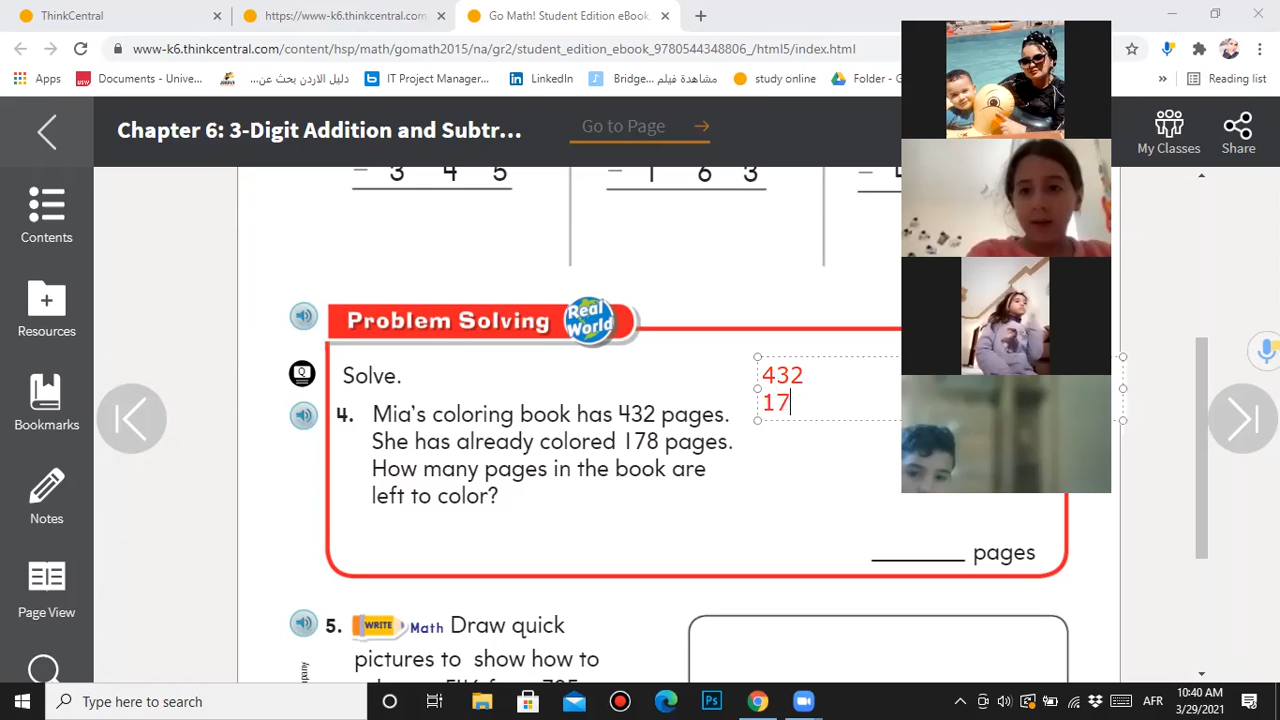 ThinkCentral
https://www-k6.thinkcentral.com/
Go Math! Student Edition eBook,
www-k6.thinkcentral.com/content/hsp/math/gomath2015/na/gr2/student_edition_ebook_9780544348806_/html5/index.html
Apps
Documents - Unive...
الاردن بحث عن...
IT Project Manager...
LinkedIn
Bridge... مشاهدة فيلم
story online
Folder - G
»
Reading list
Chapter 6: 3-Digit Addition and Subtr...
Go to Page
My Classes
Share
Contents
Resources
Bookmarks
Notes
Page View
− 3 4 5
− 1 6 3
− 4
Problem Solving
Real World
Q
Solve.
432
17
4. Mia's coloring book has 432 pages.
She has already colored 178 pages.
How many pages in the book are
left to color?
________ pages
5. WRITE Math Draw quick
pictures to show how to
Type here to search
AFR
10:40 AM
3/29/2021